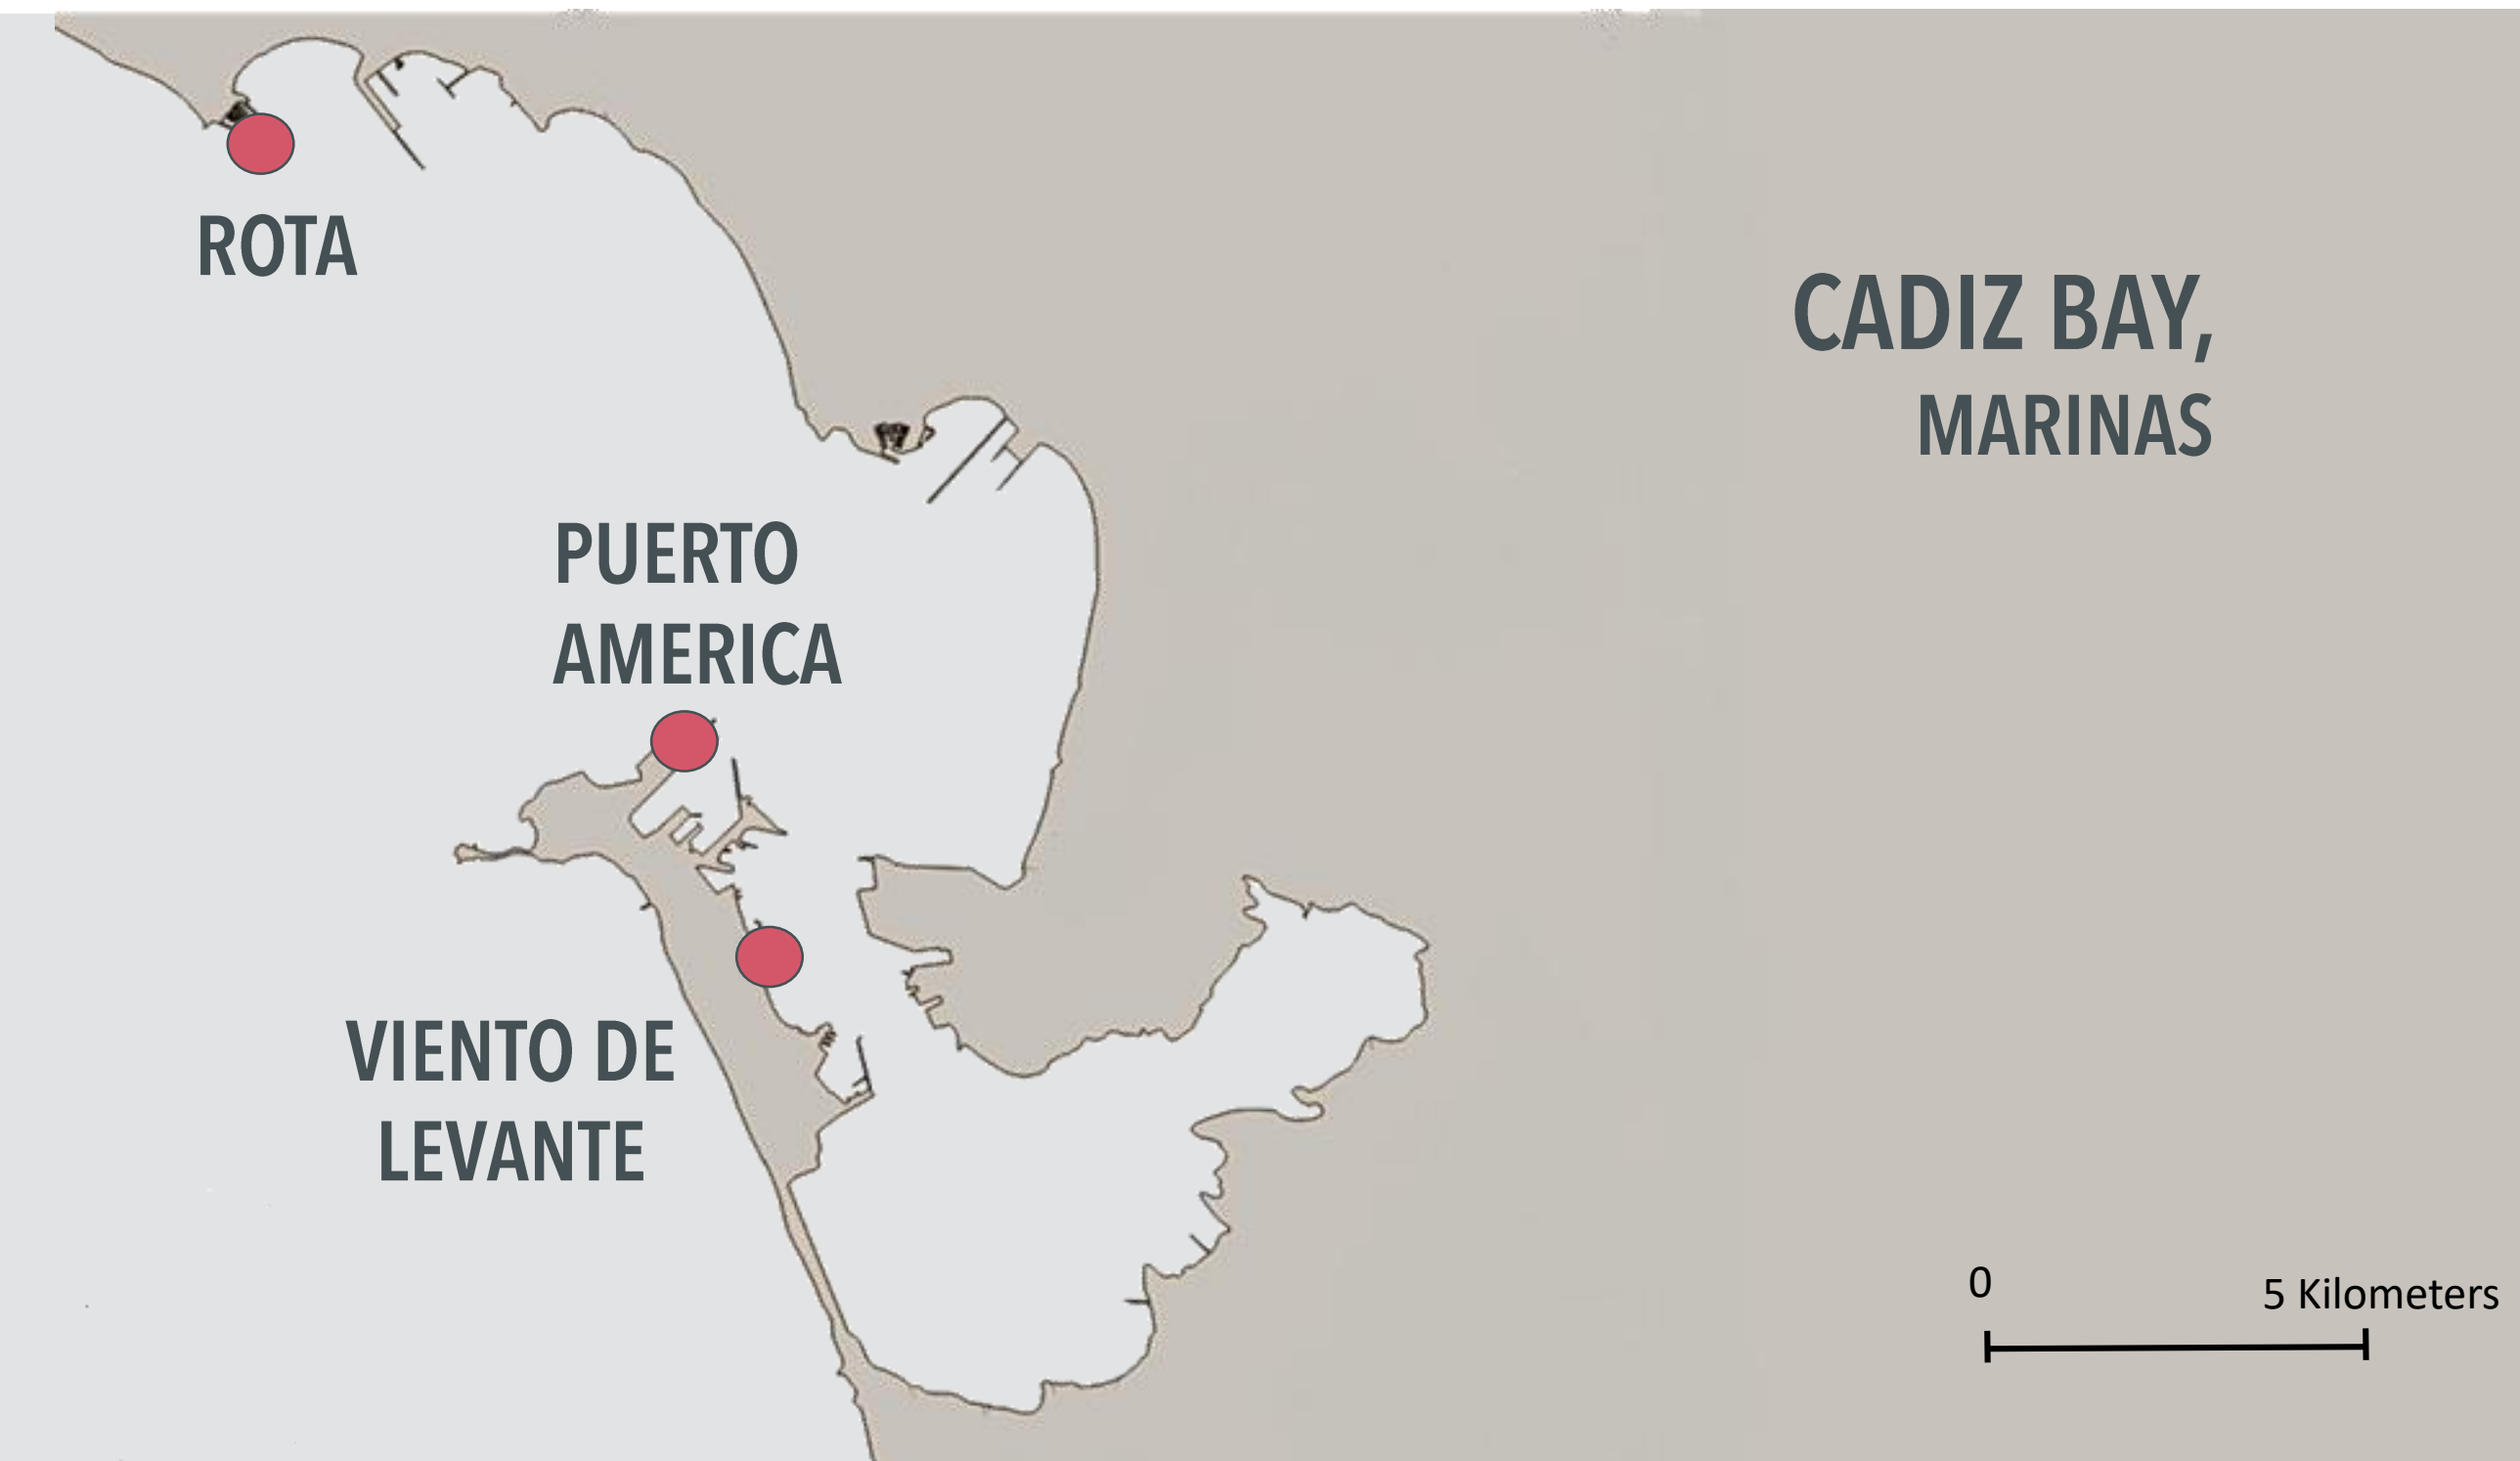 ROTA
CADIZ BAY,
MARINAS
PUERTO
AMERICA
VIENTO DE
LEVANTE
0
5 Kilometers